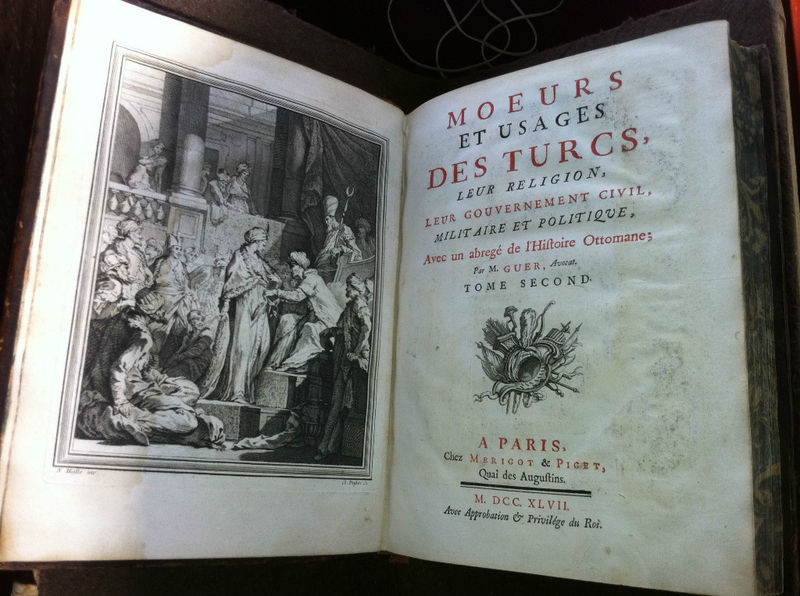 N Hallé inv.
MOEURS
ET USAGES
DES TURCS,
LEUR RELIGION,
LEUR GOUVERNEMENT CIVIL,
MILITAIRE ET POLITIQUE,
Avec un abregé de l'Histoire Ottomane;
Par M. GUER, Avocat.
TOME SECOND.
A PARIS,
Chez MERIGOT & PIGET,
Quai des Augustins.
M. DCC. XLVII.
Avec Approbation & Privilége du Roi.